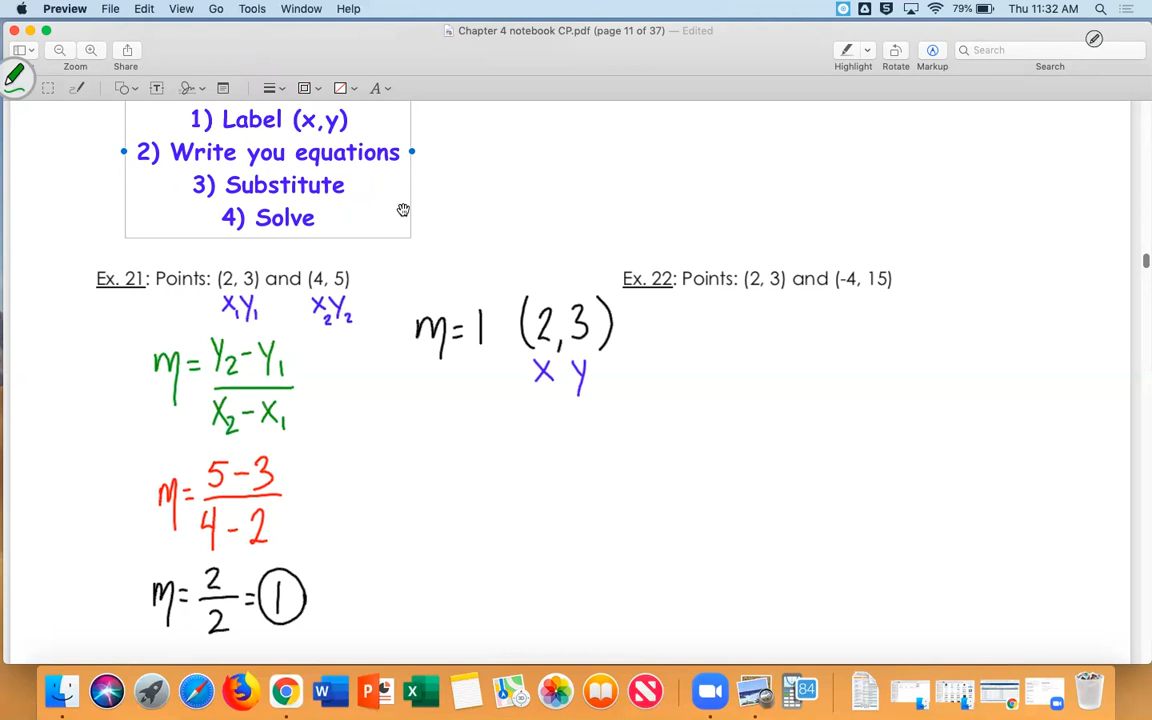 Preview File Edit View Go Tools Window Help 79% Thu 11:32 AM
Chapter 4 notebook CP.pdf (page 11 of 37) — Edited
Search
Zoom Share Highlight Rotate Markup Search
1) Label (x,y)
2) Write you equations
3) Substitute
4) Solve
Ex. 21: Points: (2, 3) and (4, 5)
x₁y₁ x₂y₂
m = y₂ - y₁ / x₂ - x₁
m = 5 - 3 / 4 - 2
m = 2/2 = 1
m = 1 (2,3)
x y
Ex. 22: Points: (2, 3) and (-4, 15)
W P X 84